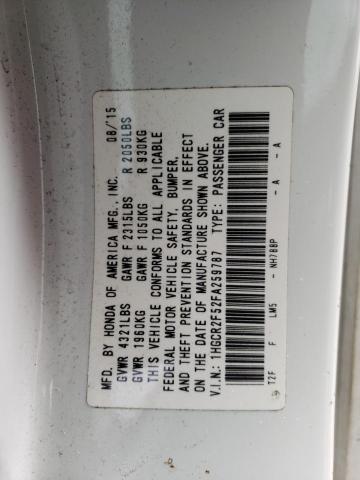 MFD. BY HONDA OF AMERICA MFG., INC. 08/15
GVWR 4321LBS GAWR F 2315LBS R 2050LBS
GVWR 1960KG GAWR F 1050KG R 930KG
THIS VEHICLE CONFORMS TO ALL APPLICABLE
FEDERAL MOTOR VEHICLE SAFETY, BUMPER,
AND THEFT PREVENTION STANDARDS IN EFFECT
ON THE DATE OF MANUFACTURE SHOWN ABOVE.
V.I.N.: 1HGCR2F52FA259787 TYPE: PASSENGER CAR
T2F F LM5 - NH788P - A - A